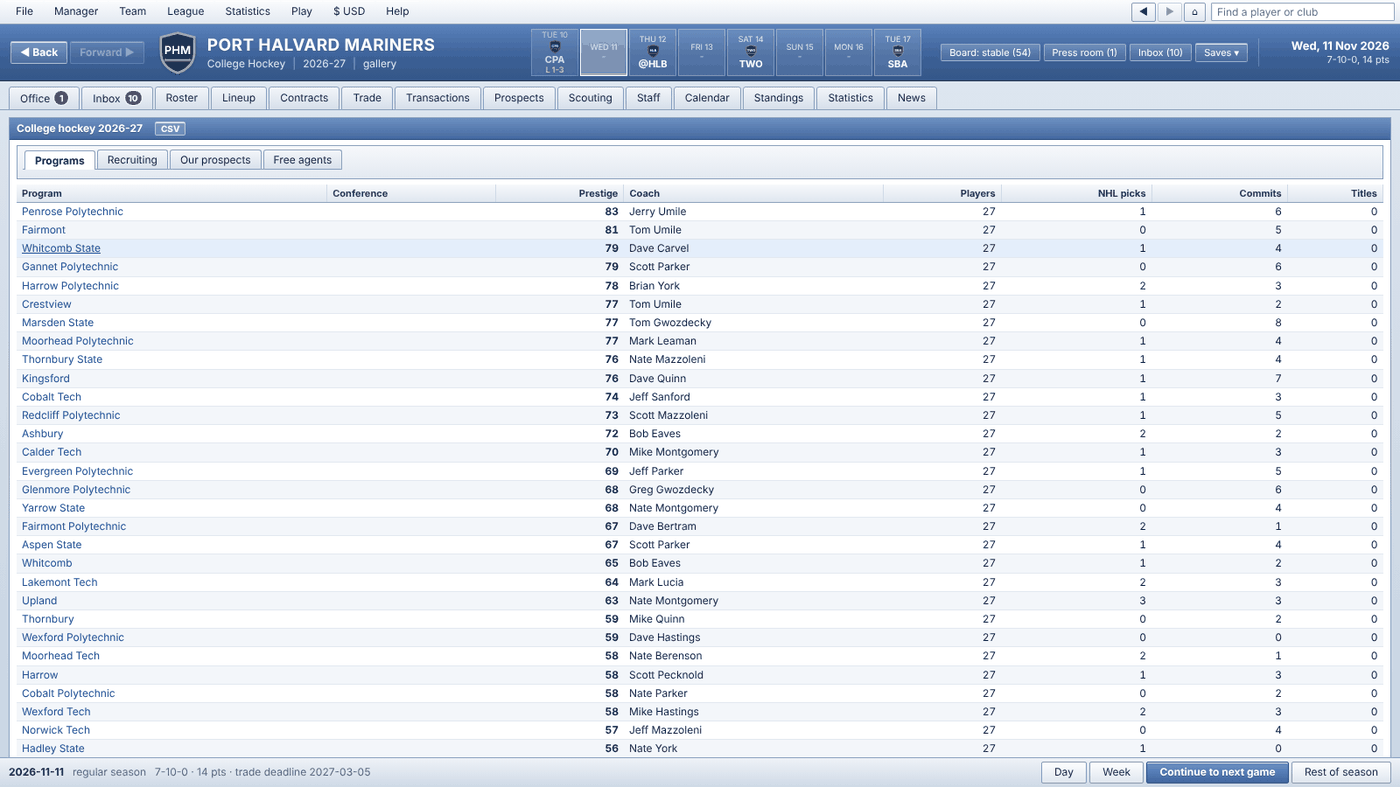 File Manager Team League Statistics Play $ USD Help
◀ ▶ ⌂ Find a player or club
◀ Back Forward ▶
PHM
PORT HALVARD MARINERS
College Hockey | 2026-27 | gallery
TUE 10 CPA L 1-3
WED 11 -
THU 12 @HLB
FRI 13 -
SAT 14 TWO
SUN 15 -
MON 16 -
TUE 17 SBA
Board: stable (54) Press room (1) Inbox (10) Saves ▾
Wed, 11 Nov 2026
7-10-0, 14 pts
Office 1 Inbox 10 Roster Lineup Contracts Trade Transactions Prospects Scouting Staff Calendar Standings Statistics News
College hockey 2026-27 CSV
Programs Recruiting Our prospects Free agents
Program Conference Prestige Coach Players NHL picks Commits Titles
Penrose Polytechnic 83 Jerry Umile 27 1 6 0
Fairmont 81 Tom Umile 27 0 5 0
Whitcomb State 79 Dave Carvel 27 1 4 0
Gannet Polytechnic 79 Scott Parker 27 0 6 0
Harrow Polytechnic 78 Brian York 27 2 3 0
Crestview 77 Tom Umile 27 1 2 0
Marsden State 77 Tom Gwozdecky 27 0 8 0
Moorhead Polytechnic 77 Mark Leaman 27 1 4 0
Thornbury State 76 Nate Mazzoleni 27 1 4 0
Kingsford 76 Dave Quinn 27 1 7 0
Cobalt Tech 74 Jeff Sanford 27 1 3 0
Redcliff Polytechnic 73 Scott Mazzoleni 27 1 5 0
Ashbury 72 Bob Eaves 27 2 2 0
Calder Tech 70 Mike Montgomery 27 1 3 0
Evergreen Polytechnic 69 Jeff Parker 27 1 5 0
Glenmore Polytechnic 68 Greg Gwozdecky 27 0 6 0
Yarrow State 68 Nate Montgomery 27 0 4 0
Fairmont Polytechnic 67 Dave Bertram 27 2 1 0
Aspen State 67 Scott Parker 27 1 4 0
Whitcomb 65 Bob Eaves 27 1 2 0
Lakemont Tech 64 Mark Lucia 27 2 3 0
Upland 63 Nate Montgomery 27 3 3 0
Thornbury 59 Mike Quinn 27 0 2 0
Wexford Polytechnic 59 Dave Hastings 27 0 0 0
Moorhead Tech 58 Nate Berenson 27 2 1 0
Harrow 58 Scott Pecknold 27 1 3 0
Cobalt Polytechnic 58 Nate Parker 27 0 2 0
Wexford Tech 58 Mike Hastings 27 2 3 0
Norwick Tech 57 Jeff Mazzoleni 27 0 4 0
Hadley State 56 Nate York 27 1 0 0
2026-11-11 regular season 7-10-0 · 14 pts · trade deadline 2027-03-05
Day Week Continue to next game Rest of season